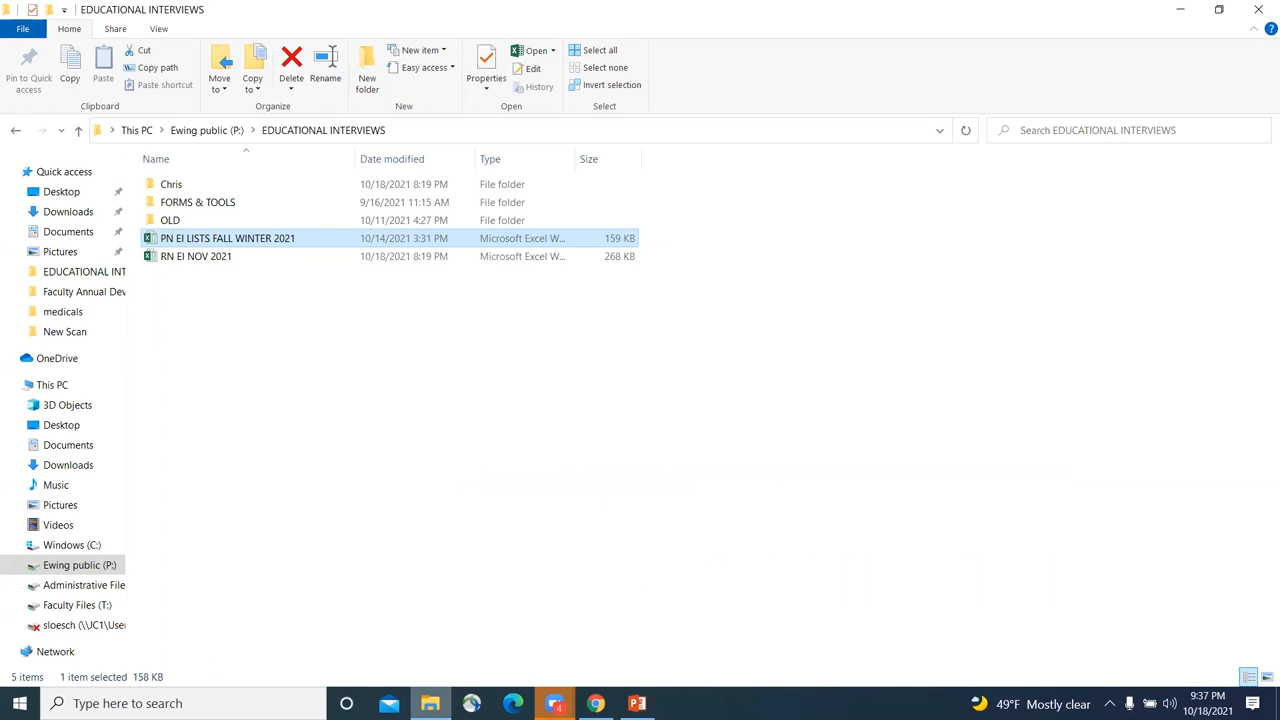 EDUCATIONAL INTERVIEWS
File Home Share View
Pin to Quick access
Copy
Paste
Cut
Copy path
Paste shortcut
Clipboard
Move to
Copy to
Delete
Rename
Organize
New folder
New item
Easy access
New
Properties
Open
Edit
History
Open
Select all
Select none
Invert selection
Select
This PC Ewing public (P:) EDUCATIONAL INTERVIEWS
Search EDUCATIONAL INTERVIEWS
Name Date modified Type Size
Chris 10/18/2021 8:19 PM File folder
FORMS & TOOLS 9/16/2021 11:15 AM File folder
OLD 10/11/2021 4:27 PM File folder
PN EI LISTS FALL WINTER 2021 10/14/2021 3:31 PM Microsoft Excel W... 159 KB
RN EI NOV 2021 10/18/2021 8:19 PM Microsoft Excel W... 268 KB
Quick access
Desktop
Downloads
Documents
Pictures
EDUCATIONAL INT
Faculty Annual Dev
medicals
New Scan
OneDrive
This PC
3D Objects
Desktop
Documents
Downloads
Music
Pictures
Videos
Windows (C:)
Ewing public (P:)
Administrative File
Faculty Files (T:)
sloesch (\\JC1\User
Network
5 items 1 item selected 158 KB
Type here to search
4
49°F Mostly clear
9:37 PM
10/18/2021